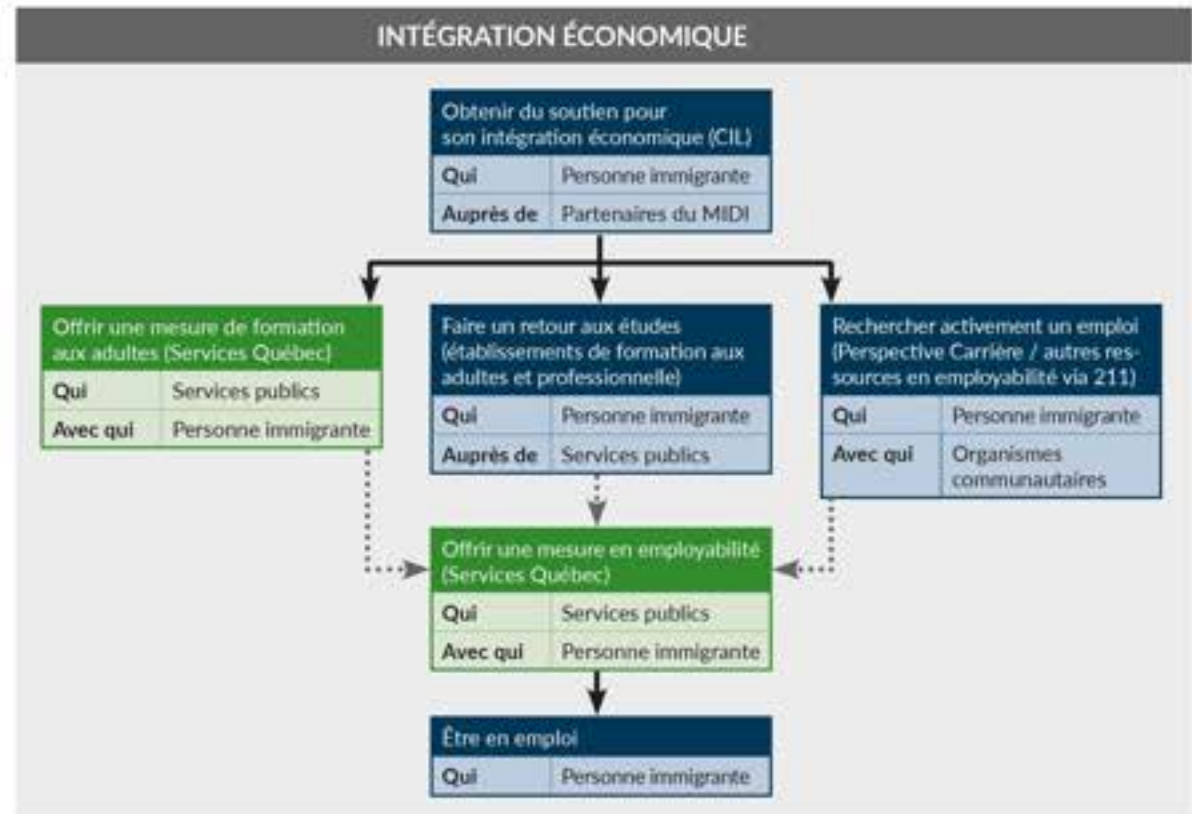 INTÉGRATION ÉCONOMIQUE
Obtenir du soutien pour
son intégration économique (CIL)
Qui Personne immigrante
Auprès de Partenaires du MIDI
Offrir une mesure de formation
aux adultes (Services Québec)
Qui Services publics
Avec qui Personne immigrante
Faire un retour aux études
(établissements de formation aux
adultes et professionnelle)
Qui Personne immigrante
Auprès de Services publics
Rechercher activement un emploi
(Perspective Carrière / autres res-
sources en employabilité via 211)
Qui Personne immigrante
Avec qui Organismes
communautaires
Offrir une mesure en employabilité
(Services Québec)
Qui Services publics
Avec qui Personne immigrante
Être en emploi
Qui Personne immigrante